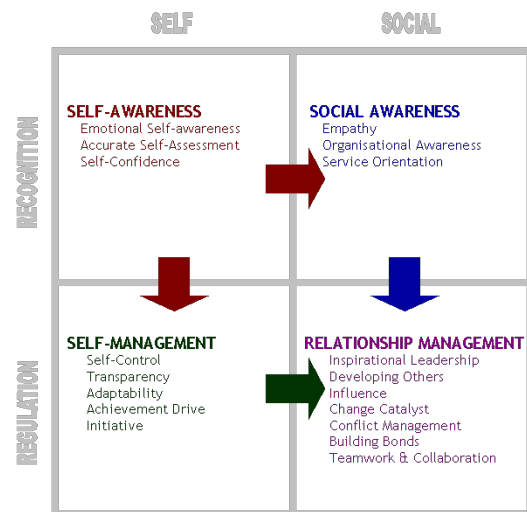 SELF
SOCIAL
RECOGNITION
SELF-AWARENESS
Emotional Self-awareness
Accurate Self-Assessment
Self-Confidence
SOCIAL AWARENESS
Empathy
Organisational Awareness
Service Orientation
REGULATION
SELF-MANAGEMENT
Self-Control
Transparency
Adaptability
Achievement Drive
Initiative
RELATIONSHIP MANAGEMENT
Inspirational Leadership
Developing Others
Influence
Change Catalyst
Conflict Management
Building Bonds
Teamwork & Collaboration